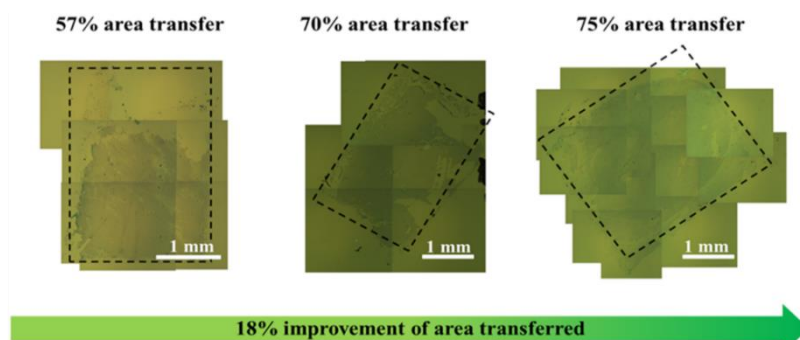 57% area transfer
70% area transfer
75% area transfer
1 mm
1 mm
1 mm
18% improvement of area transferred